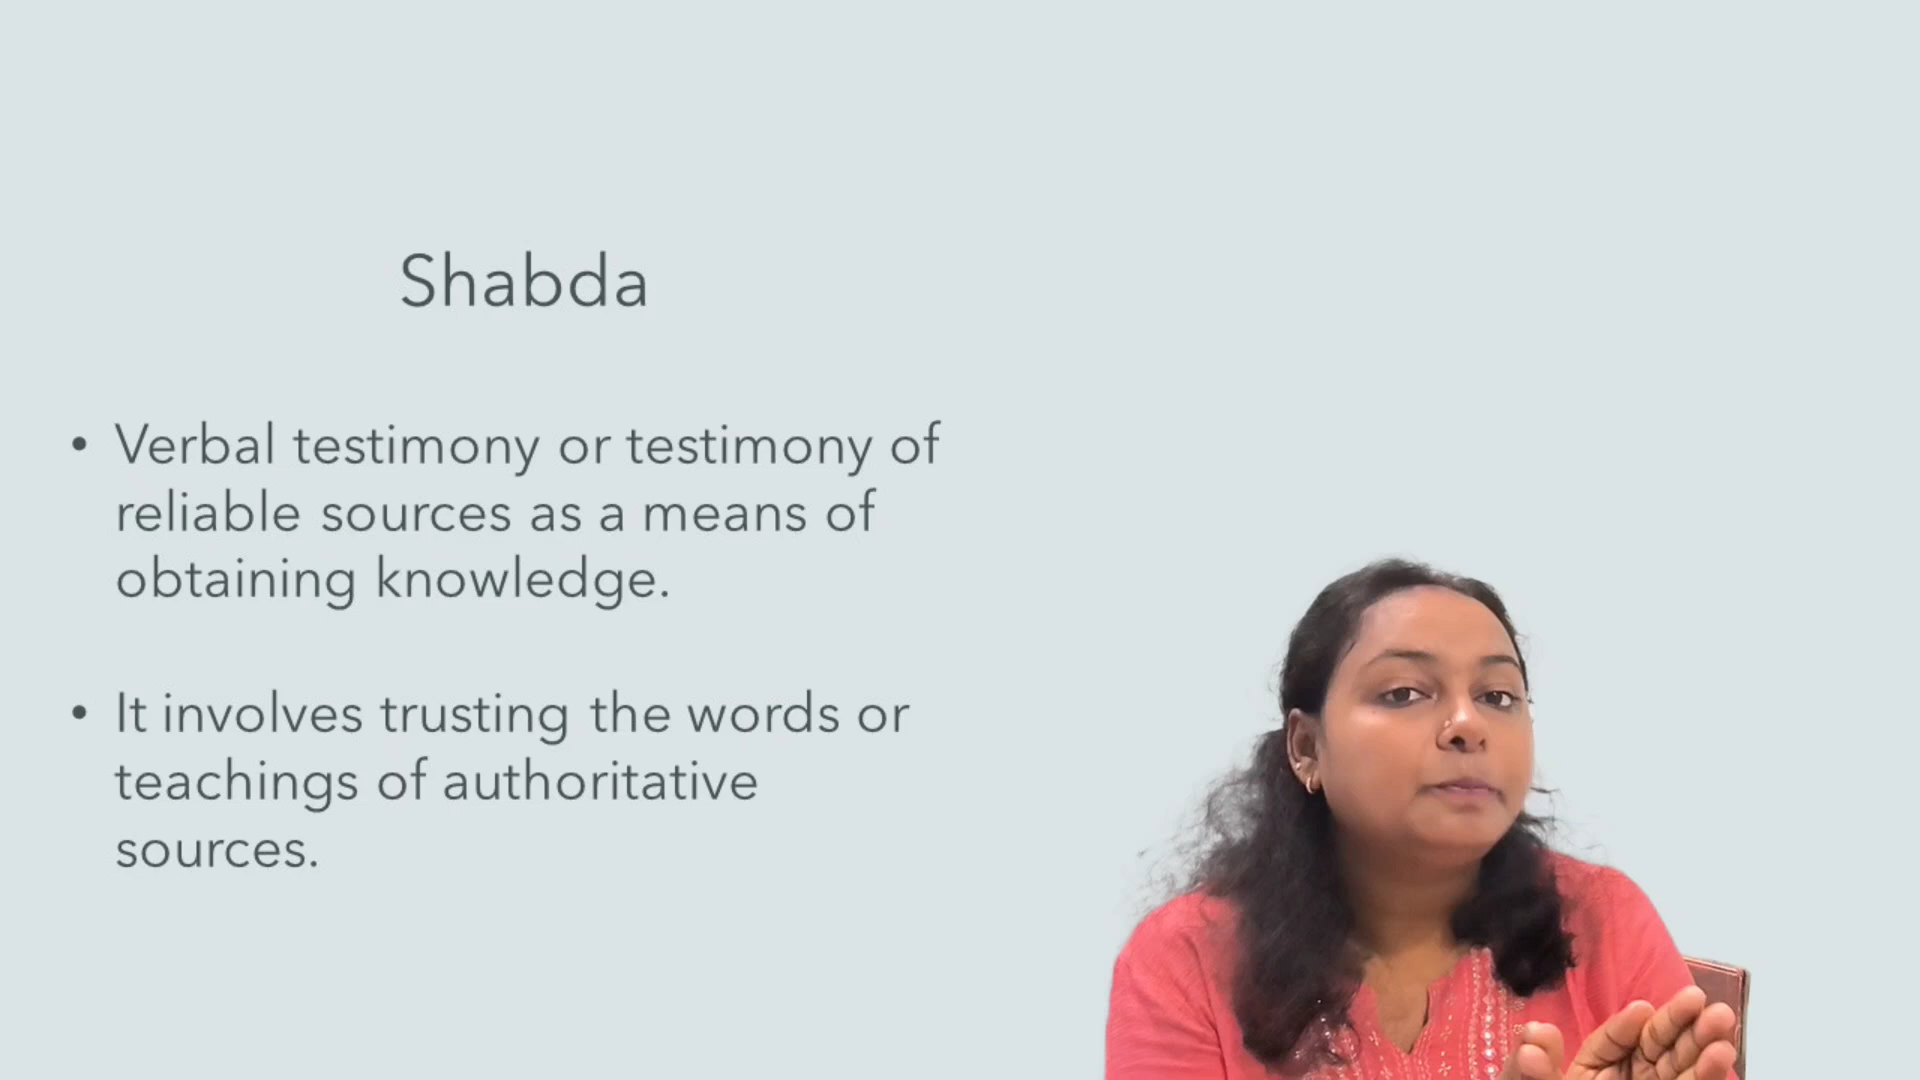 Shabda
• Verbal testimony or testimony of
reliable sources as a means of
obtaining knowledge.
• It involves trusting the words or
teachings of authoritative
sources.